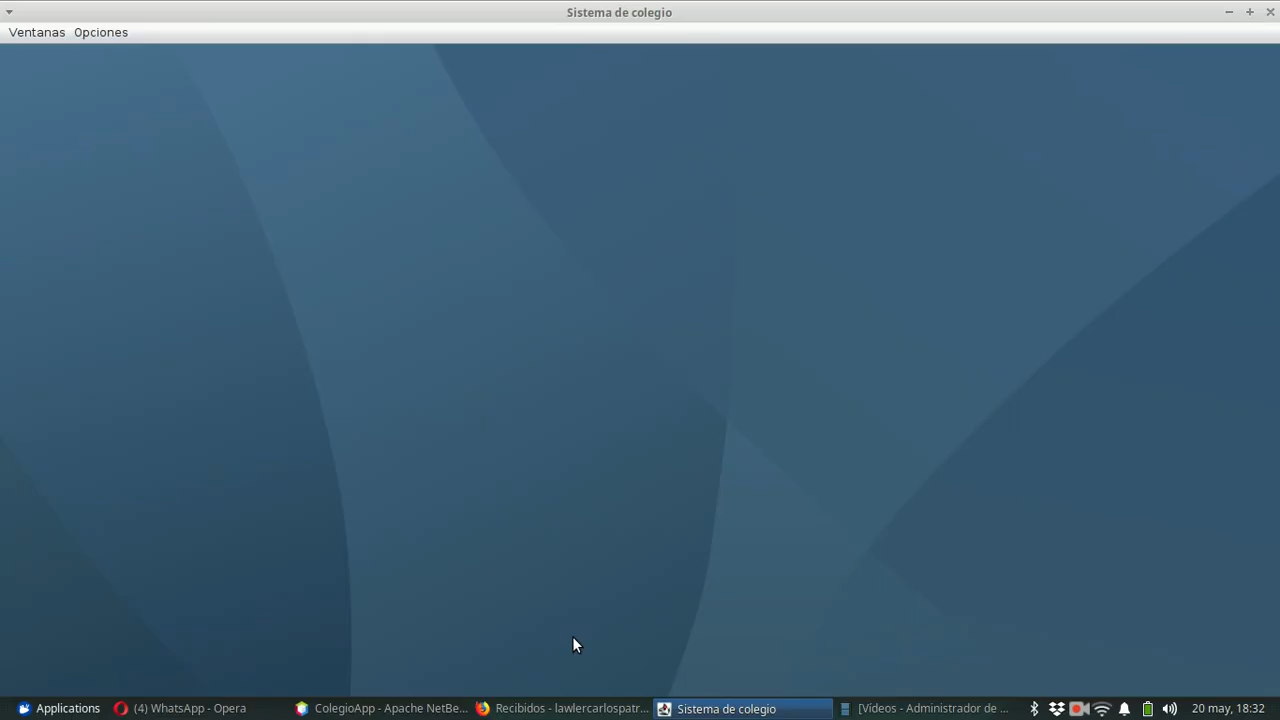 Sistema de colegio
Ventanas Opciones
Applications (4) WhatsApp - Opera ColegioApp - Apache NetBe... Recibidos - lawlercarlospatr... Sistema de colegio [Vídeos - Administrador de ... 20 may, 18:32